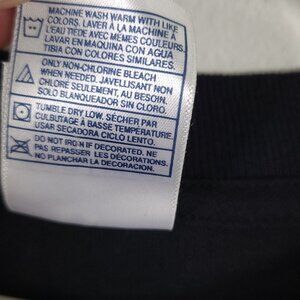 MACHINE WASH WARM WITH LIKE
COLORS. LAVER À LA MACHINE À
L'EAU TIÈDE AVEC MÊMES COULEURS.
LAVAR EN MAQUINA CON AGUA
TIBIA CON COLORES SIMILARES.
ONLY NON-CHLORINE BLEACH
WHEN NEEDED. JAVELLISANT NON
CHLORÉ SEULEMENT, AU BESOIN.
SOLO BLANQUEADOR SIN CLORO.
TUMBLE DRY LOW. SÉCHER PAR
CULBUTAGE À BASSE TEMPÉRATURE
USAR SECADORA CICLO LENTO.
DO NOT IRON IF DECORATED. NE
PAS REPASSER LES DÉCORATIONS.
NO PLANCHAR LA DECORACION.